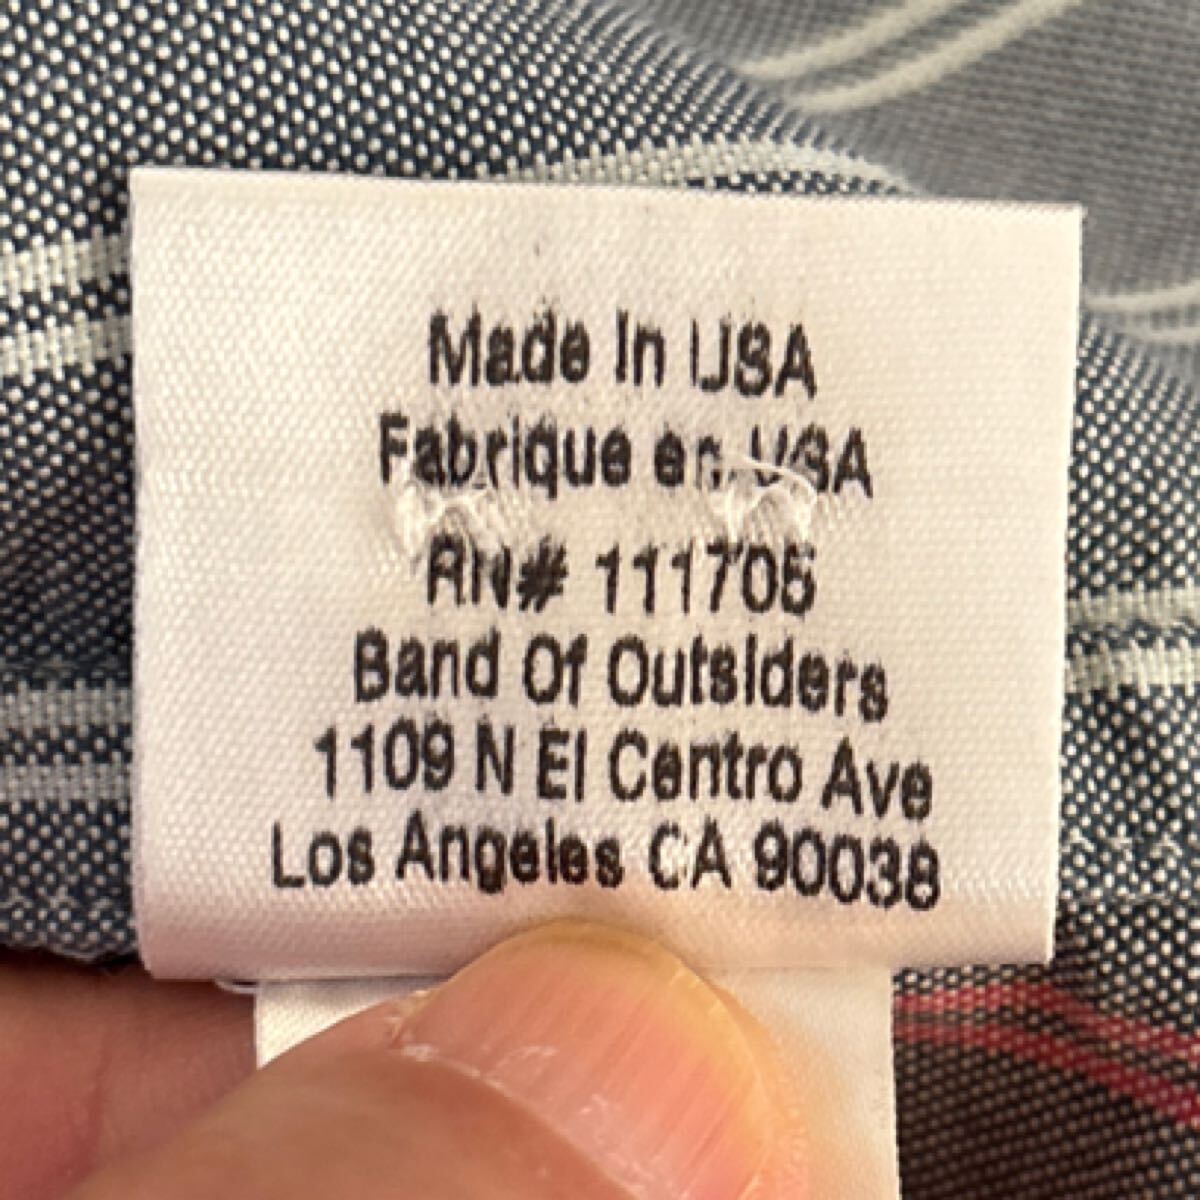 Made In USA
Fabrique en USA
RN# 111705
Band Of Outsiders
1109 N El Centro Ave
Los Angeles CA 90038